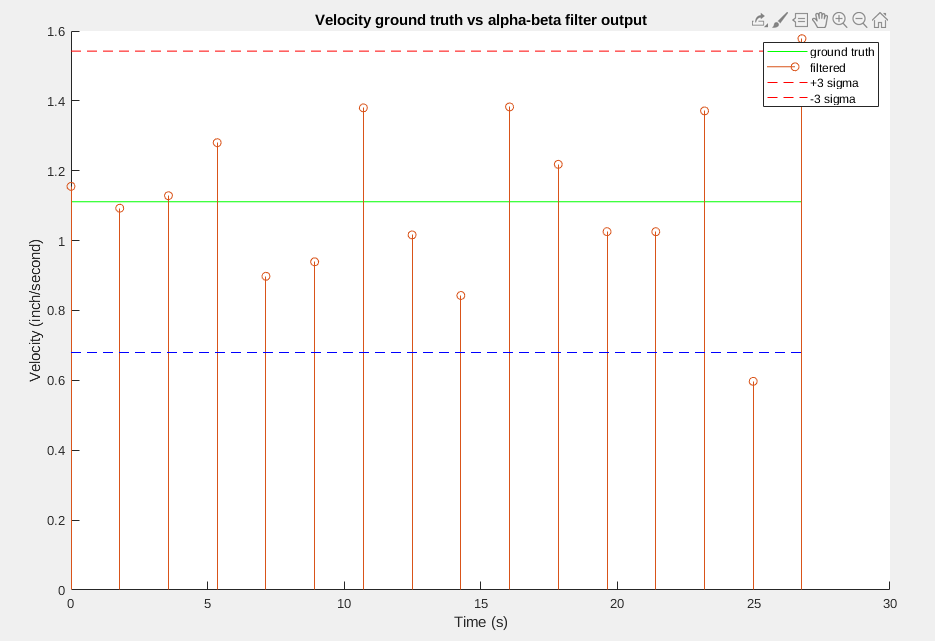 Velocity ground truth vs alpha-beta filter output
1.6
1.4
1.2
1
0.8
0.6
0.4
0.2
0
Velocity (inch/second)
ground truth
filtered
+3 sigma
-3 sigma
0 5 10 15 20 25 30
Time (s)